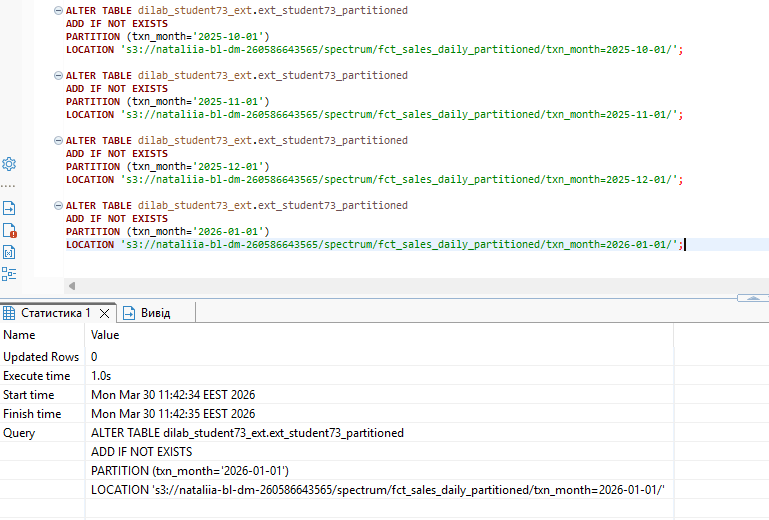 ALTER TABLE dilab_student73_ext.ext_student73_partitioned
ADD IF NOT EXISTS
PARTITION (txn_month='2025-10-01')
LOCATION 's3://nataliia-bl-dm-260586643565/spectrum/fct_sales_daily_partitioned/txn_month=2025-10-01/';
ALTER TABLE dilab_student73_ext.ext_student73_partitioned
ADD IF NOT EXISTS
PARTITION (txn_month='2025-11-01')
LOCATION 's3://nataliia-bl-dm-260586643565/spectrum/fct_sales_daily_partitioned/txn_month=2025-11-01/';
ALTER TABLE dilab_student73_ext.ext_student73_partitioned
ADD IF NOT EXISTS
PARTITION (txn_month='2025-12-01')
LOCATION 's3://nataliia-bl-dm-260586643565/spectrum/fct_sales_daily_partitioned/txn_month=2025-12-01/';
ALTER TABLE dilab_student73_ext.ext_student73_partitioned
ADD IF NOT EXISTS
PARTITION (txn_month='2026-01-01')
LOCATION 's3://nataliia-bl-dm-260586643565/spectrum/fct_sales_daily_partitioned/txn_month=2026-01-01/';
Статистика 1 Вивід
Name Value
Updated Rows 0
Execute time 1.0s
Start time Mon Mar 30 11:42:34 EEST 2026
Finish time Mon Mar 30 11:42:35 EEST 2026
Query ALTER TABLE dilab_student73_ext.ext_student73_partitioned
ADD IF NOT EXISTS
PARTITION (txn_month='2026-01-01')
LOCATION 's3://nataliia-bl-dm-260586643565/spectrum/fct_sales_daily_partitioned/txn_month=2026-01-01/'